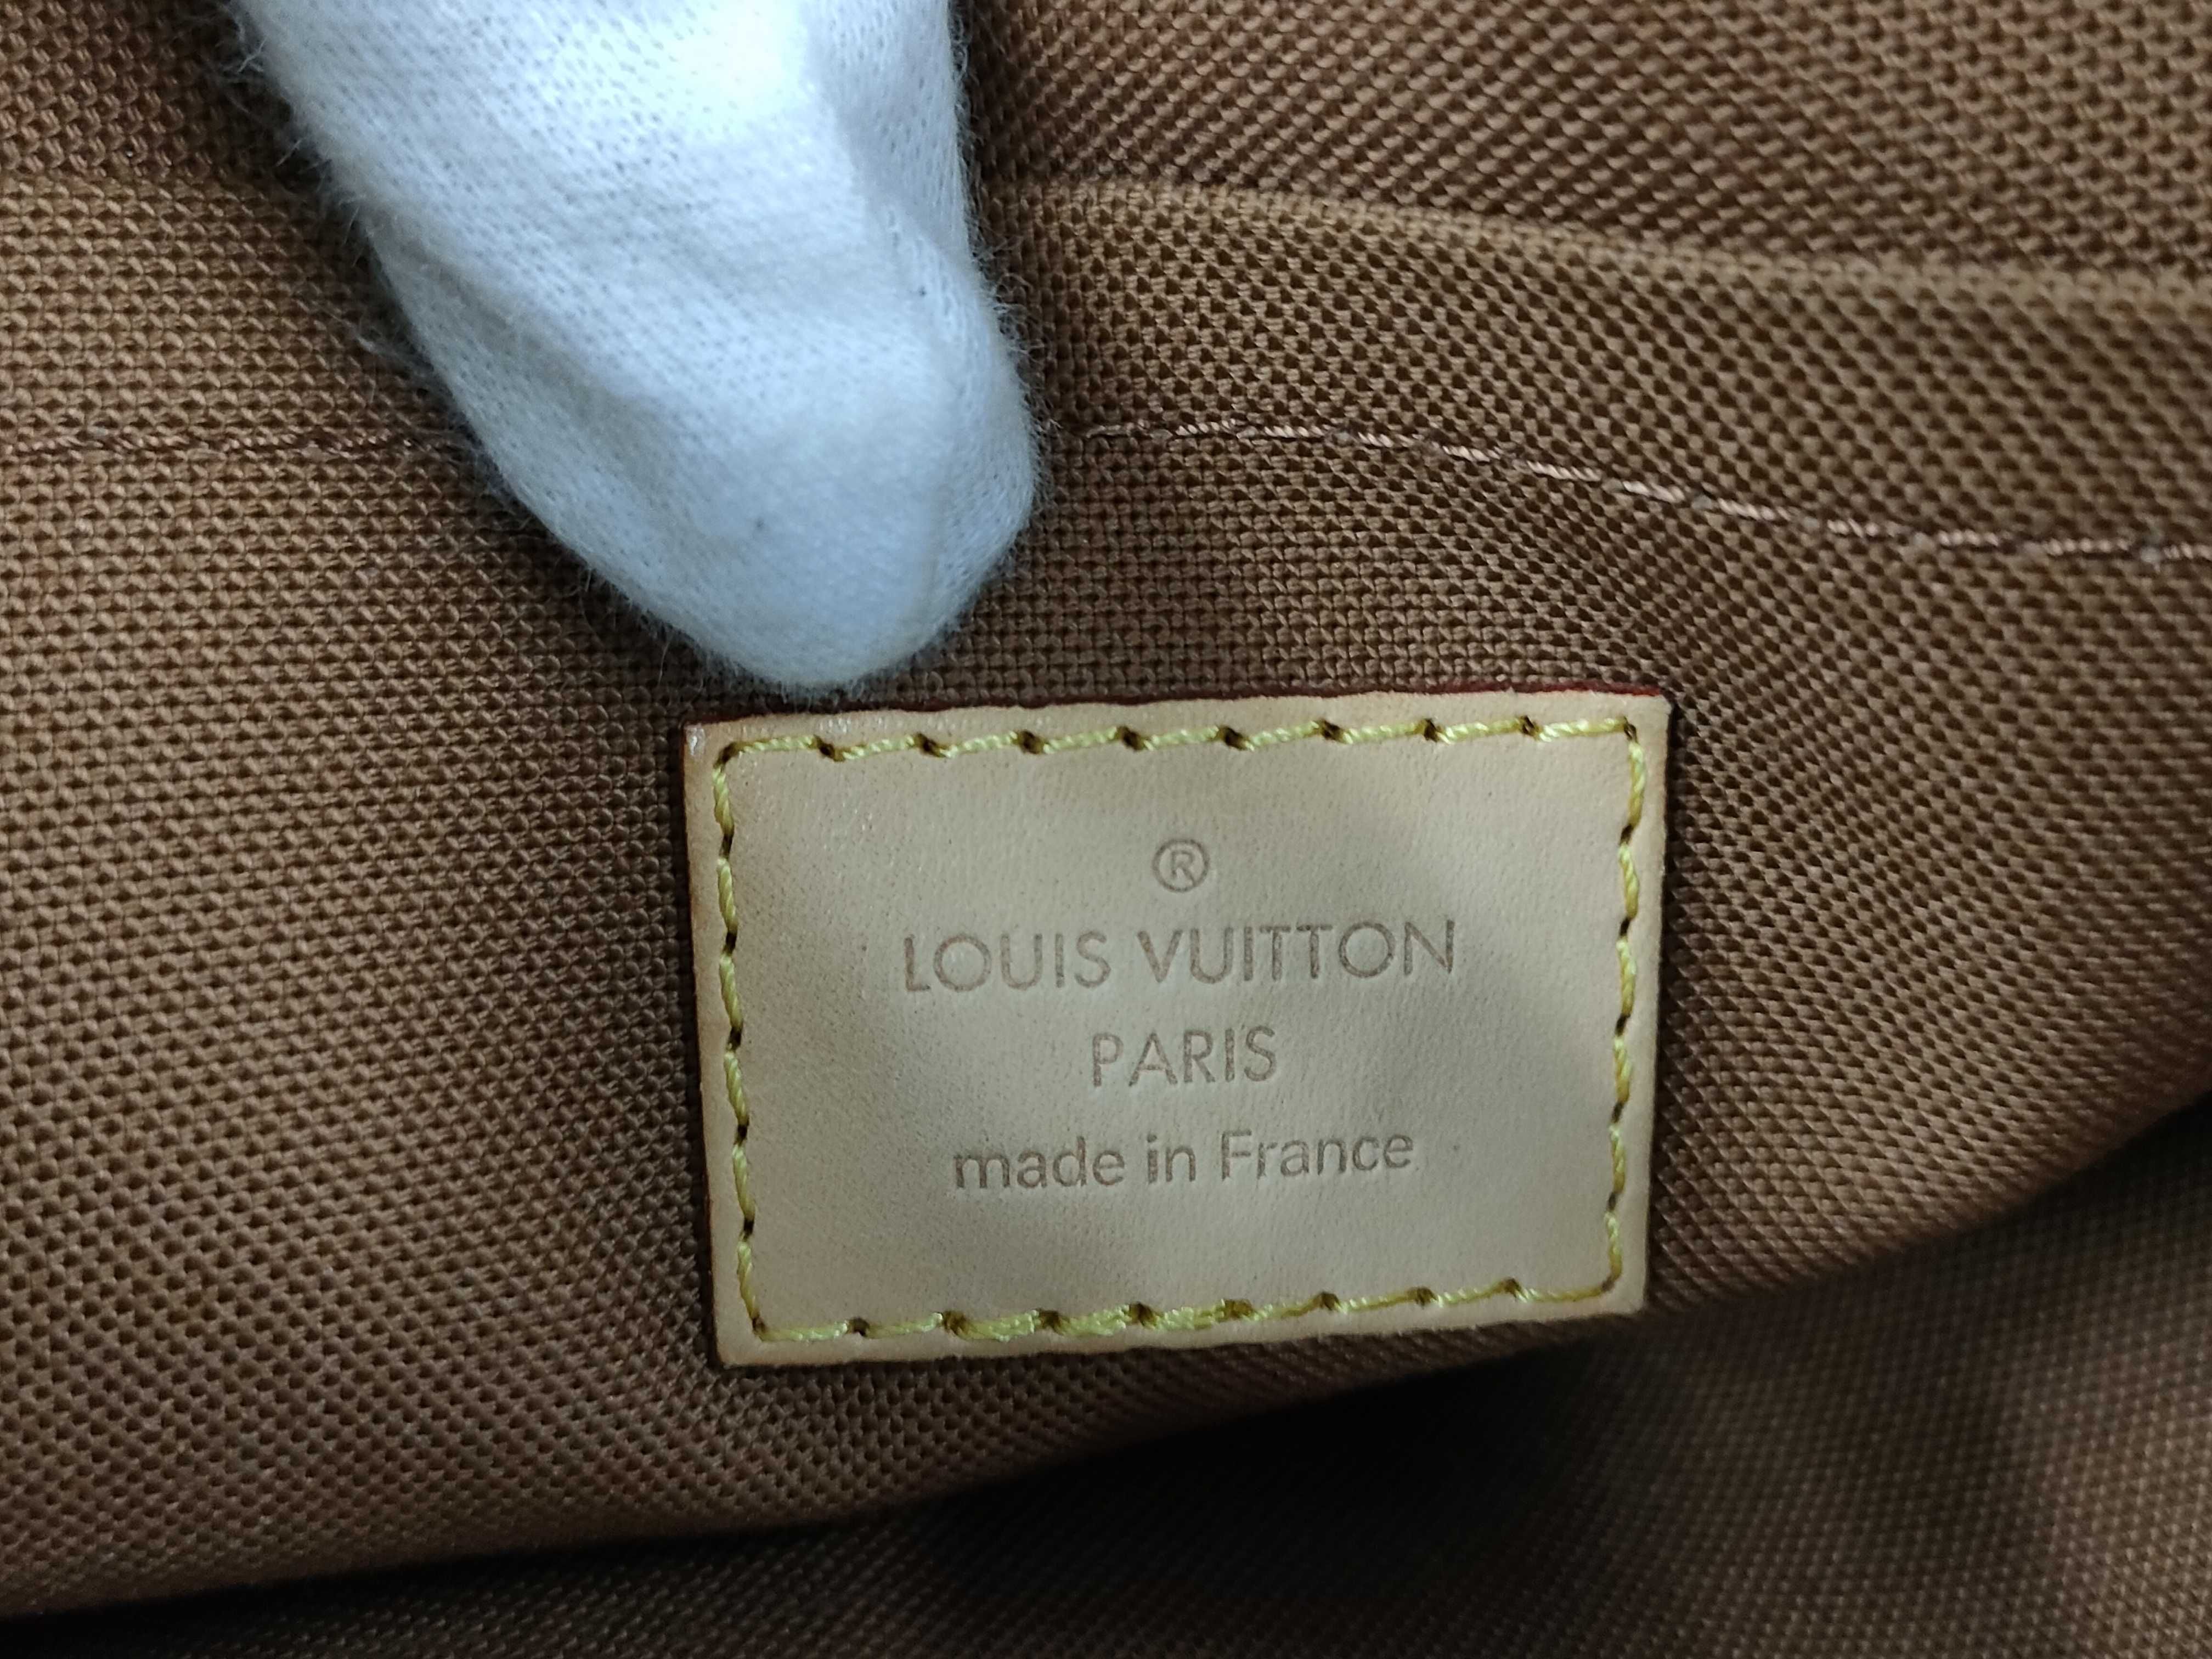 ®
LOUIS VUITTON
PARIS
made in France